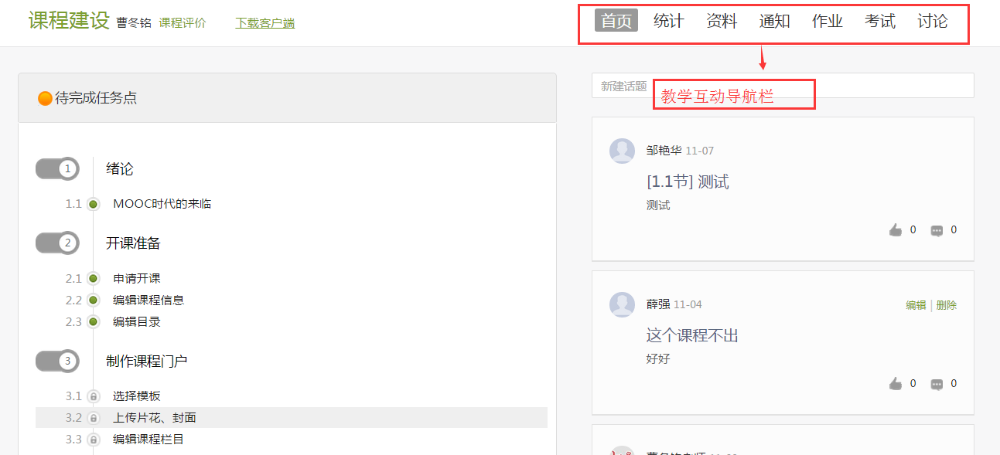 课程建设 曹冬铭 课程评价 下载客户端
首页 统计 资料 通知 作业 考试 讨论
待完成任务点
1 绪论
1.1 MOOC时代的来临
2 开课准备
2.1 申请开课
2.2 编辑课程信息
2.3 编辑目录
3 制作课程门户
3.1 选择模板
3.2 上传片花、封面
3.3 编辑课程栏目
新建话题
教学互动导航栏
邹艳华 11-07
[1.1节] 测试
测试
0 0
薛强 11-04
编辑 | 删除
这个课程不出
好好
0 0